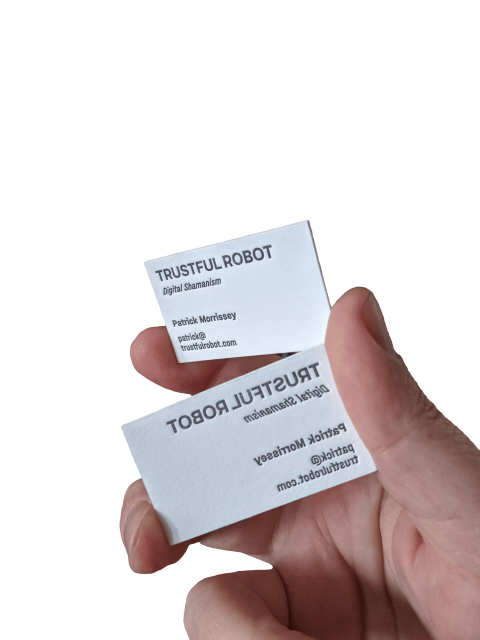 TRUSTFUL ROBOT
Digital Shamanism
Patrick Morrissey
patrick@
trustfulrobot.com
TRUSTFUL ROBOT
Digital Shamanism
Patrick Morrissey
patrick@
trustfulrobot.com